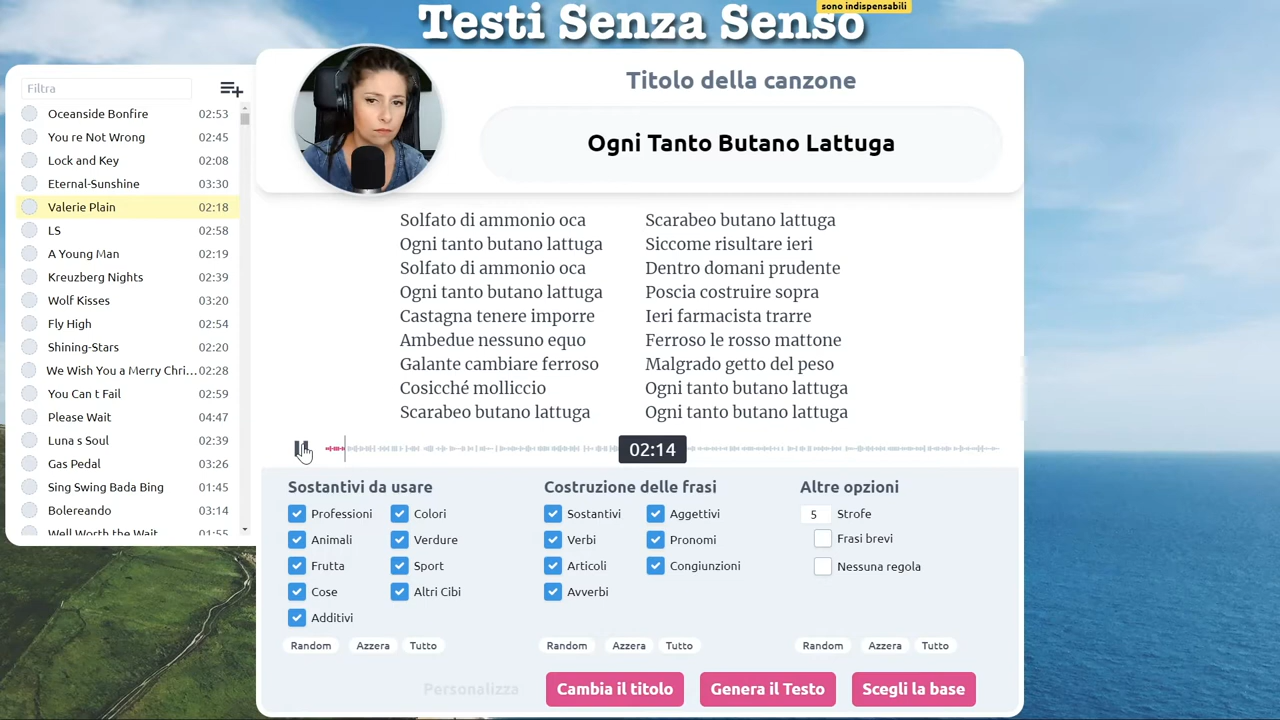 sono indispensabili
Testi Senza Senso
Filtra
Oceanside Bonfire 02:53
You re Not Wrong 02:45
Lock and Key 02:08
Eternal-Sunshine 03:30
Valerie Plain 02:18
LS 02:58
A Young Man 02:19
Kreuzberg Nights 02:39
Wolf Kisses 03:20
Fly High 02:54
Shining-Stars 02:20
We Wish You a Merry Chri... 02:28
You Can t Fail 02:59
Please Wait 04:47
Luna s Soul 02:39
Gas Pedal 03:26
Sing Swing Bada Bing 01:45
Bolereando 03:14
Well Worth the Wait 01:55
Titolo della canzone
Ogni Tanto Butano Lattuga
Solfato di ammonio oca
Ogni tanto butano lattuga
Solfato di ammonio oca
Ogni tanto butano lattuga
Castagna tenere imporre
Ambedue nessuno equo
Galante cambiare ferroso
Cosicché molliccio
Scarabeo butano lattuga
Scarabeo butano lattuga
Siccome risultare ieri
Dentro domani prudente
Poscia costruire sopra
Ieri farmacista trarre
Ferroso le rosso mattone
Malgrado getto del peso
Ogni tanto butano lattuga
Ogni tanto butano lattuga
02:14
Sostantivi da usare
Professioni Colori
Animali Verdure
Frutta Sport
Cose Altri Cibi
Additivi
Random Azzera Tutto
Costruzione delle frasi
Sostantivi Aggettivi
Verbi Pronomi
Articoli Congiunzioni
Avverbi
Random Azzera Tutto
Altre opzioni
5 Strofe
Frasi brevi
Nessuna regola
Random Azzera Tutto
Personalizza Cambia il titolo Genera il Testo Scegli la base